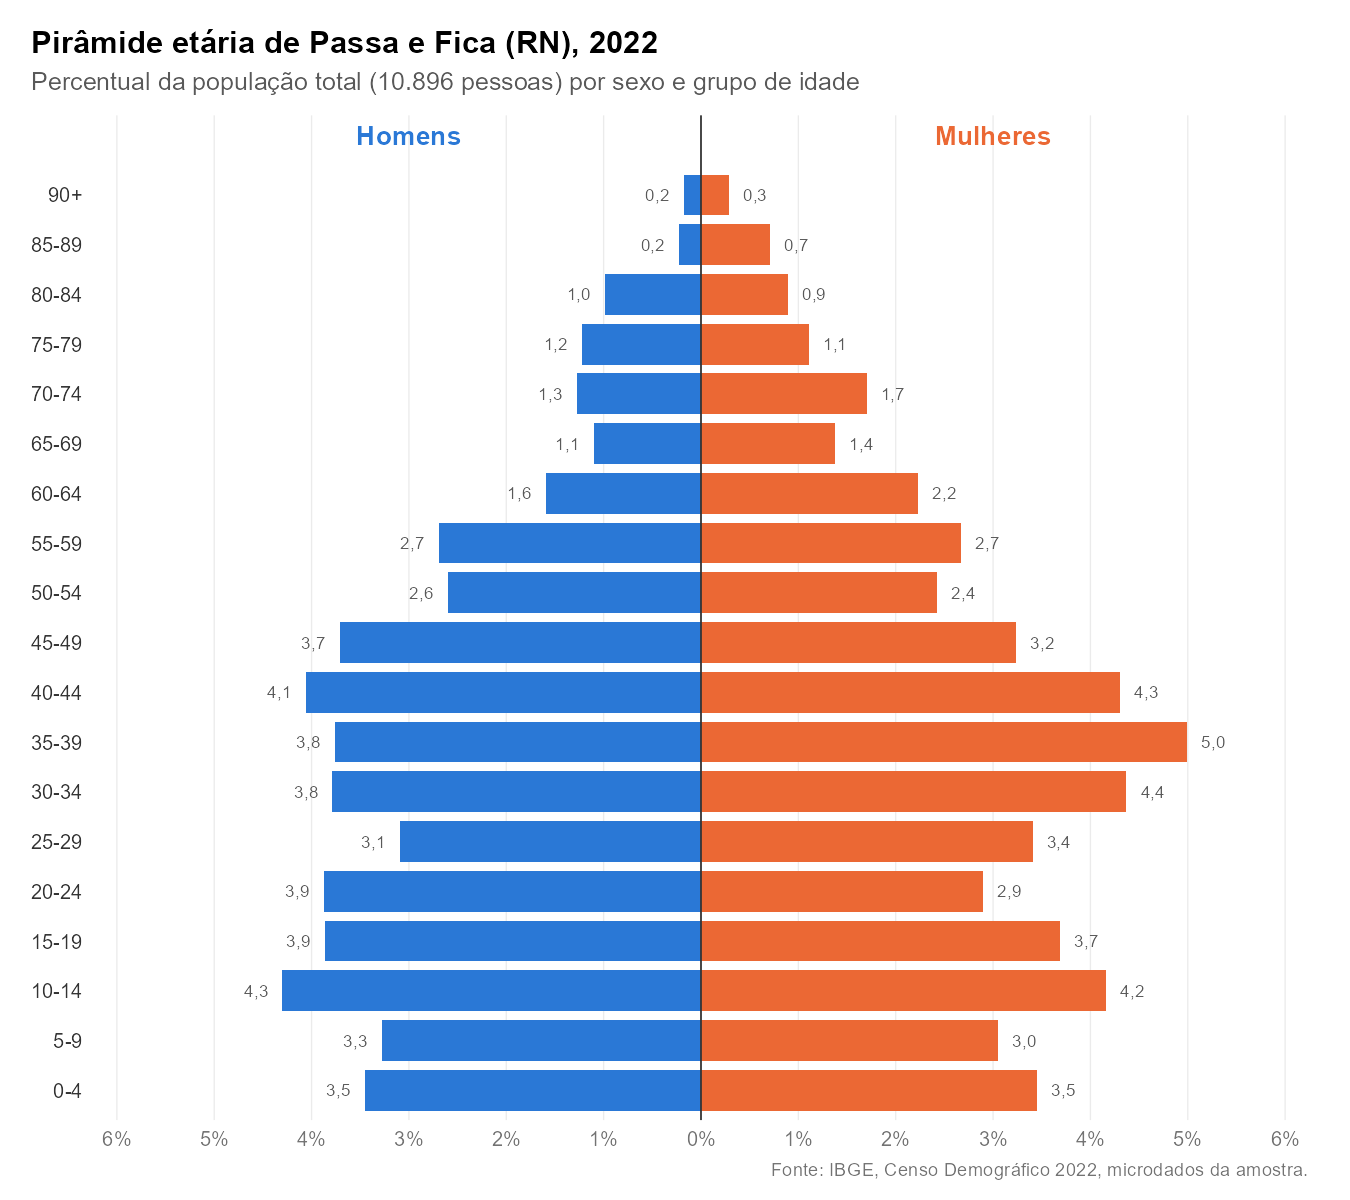 Pirâmide etária de Passa e Fica (RN), 2022
Percentual da população total (10.896 pessoas) por sexo e grupo de idade
Homens Mulheres
90+ 0,2 0,3
85-89 0,2 0,7
80-84 1,0 0,9
75-79 1,2 1,1
70-74 1,3 1,7
65-69 1,1 1,4
60-64 1,6 2,2
55-59 2,7 2,7
50-54 2,6 2,4
45-49 3,7 3,2
40-44 4,1 4,3
35-39 3,8 5,0
30-34 3,8 4,4
25-29 3,1 3,4
20-24 3,9 2,9
15-19 3,9 3,7
10-14 4,3 4,2
5-9 3,3 3,0
0-4 3,5 3,5
6% 5% 4% 3% 2% 1% 0% 1% 2% 3% 4% 5% 6%
Fonte: IBGE, Censo Demográfico 2022, microdados da amostra.